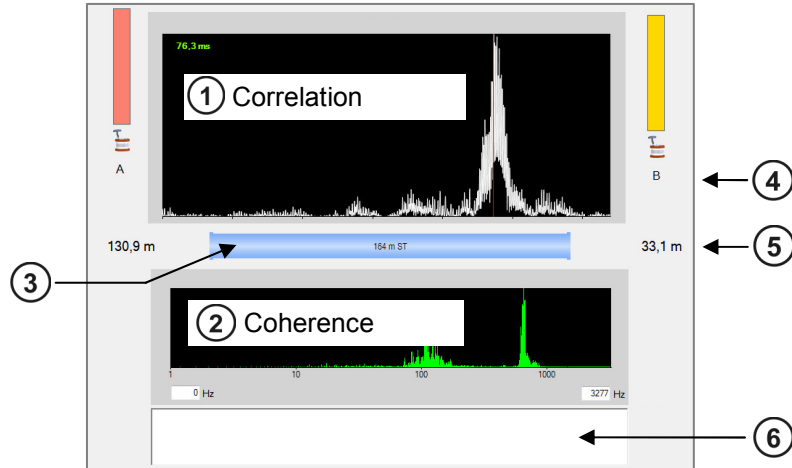 76,3 ms
1 Correlation
A
B
4
130,9 m
164 m ST
33,1 m
5
3
2 Coherence
1
10
100
1000
0 Hz
3277 Hz
6